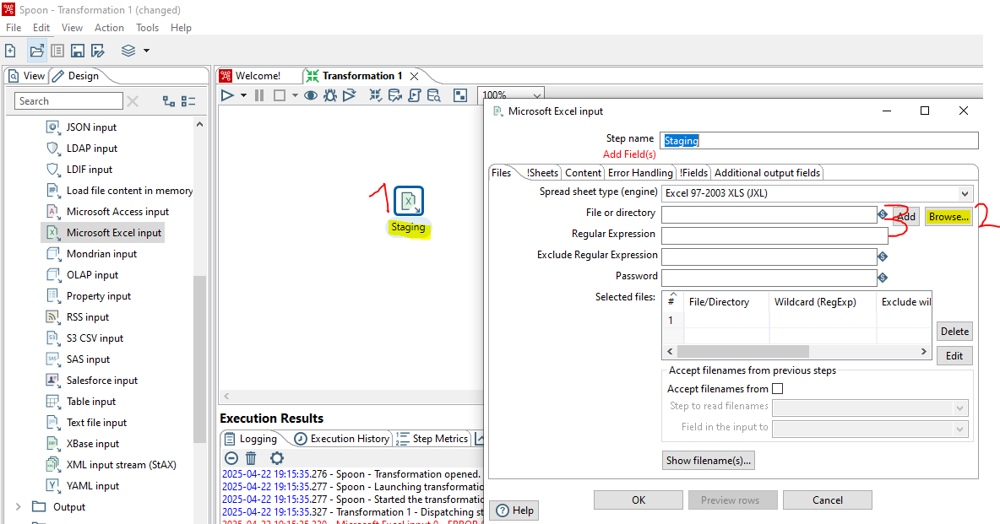 Spoon - Transformation 1 (changed)
File Edit View Action Tools Help
View Design
Welcome! Transformation 1
Search
100%
JSON input
LDAP input
LDIF input
Load file content in memory
Microsoft Access input
Microsoft Excel input
Mondrian input
OLAP input
Property input
RSS input
S3 CSV input
SAS input
Salesforce input
Table input
Text file input
XBase input
XML input stream (StAX)
YAML input
Output
1
Staging
Microsoft Excel input
Step name Staging
Add Field(s)
Files !Sheets Content Error Handling !Fields Additional output fields
Spread sheet type (engine) Excel 97-2003 XLS (JXL)
File or directory 3 Add Browse... 2
Regular Expression
Exclude Regular Expression
Password
Selected files: # File/Directory Wildcard (RegExp) Exclude wil
1
Delete
Edit
Accept filenames from previous steps
Accept filenames from
Step to read filenames
Field in the input to
Show filename(s)...
OK Preview rows Cancel
Help
Execution Results
Logging Execution History Step Metrics
2025-04-22 19:15:35.276 - Spoon - Transformation opened.
2025-04-22 19:15:35.277 - Spoon - Launching transformatio
2025-04-22 19:15:35.277 - Spoon - Started the transformatio
2025-04-22 19:15:35.327 - Transformation 1 - Dispatching st